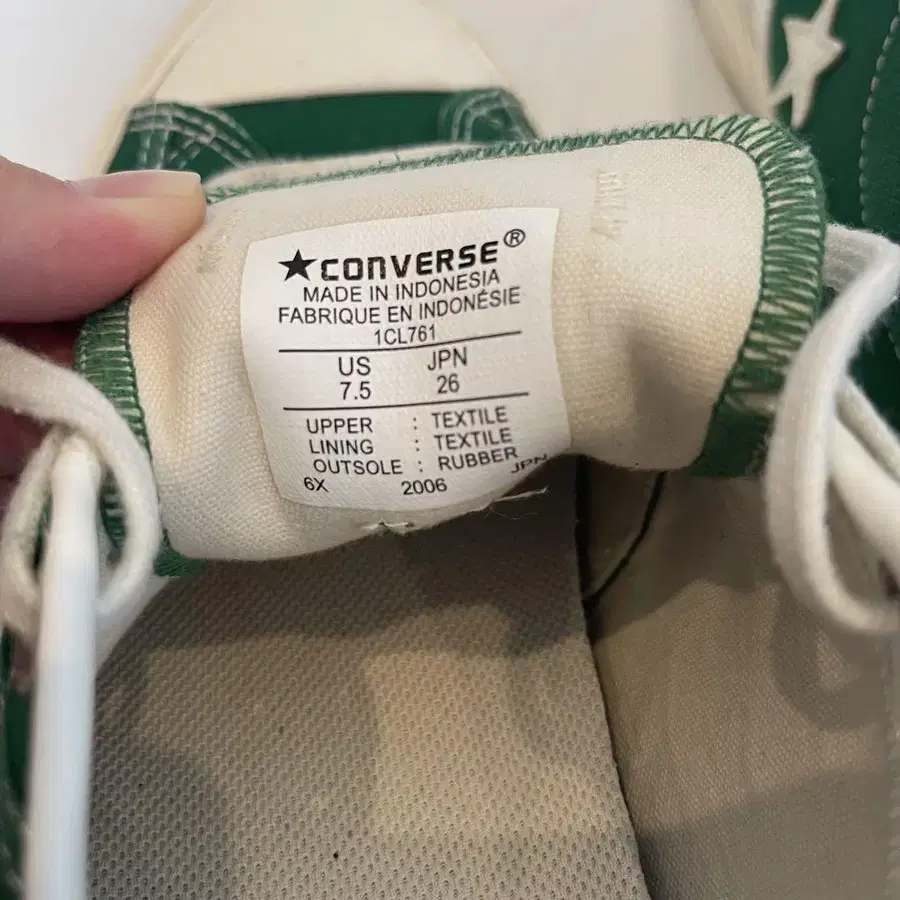 ★CONVERSE®
MADE IN INDONESIA
FABRIQUE EN INDONÉSIE
1CL761
US JPN
7.5 26
UPPER : TEXTILE
LINING : TEXTILE
OUTSOLE : RUBBER
6X 2006 JPN